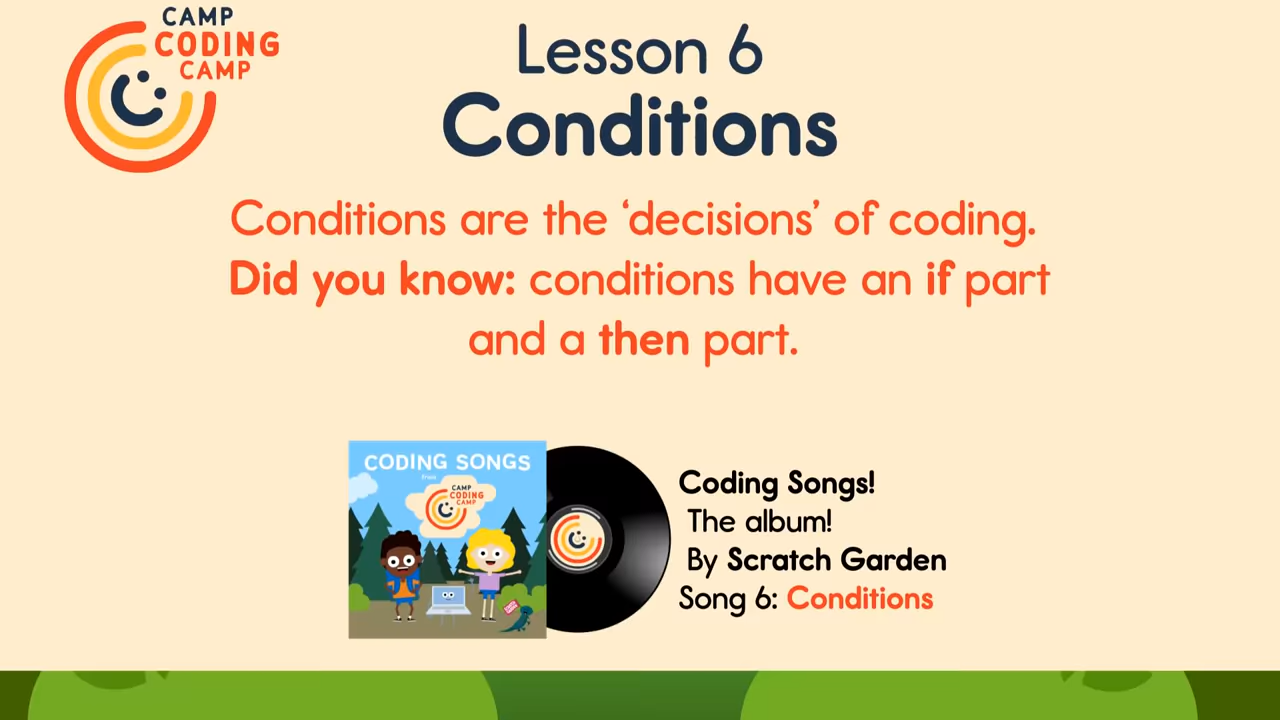 CAMP
CODING
CAMP
Lesson 6
Conditions
Conditions are the ‘decisions’ of coding.
Did you know: conditions have an if part
and a then part.
CODING SONGS
from
CAMP
CODING
CAMP
Coding Songs!
The album!
By Scratch Garden
Song 6: Conditions